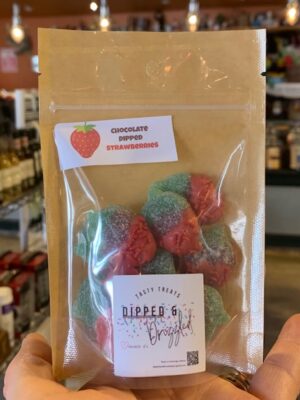 CHOCOLATE
DIPPED
STRAWBERRIES
TASTY TREATS
DIPPED &
Drizzled